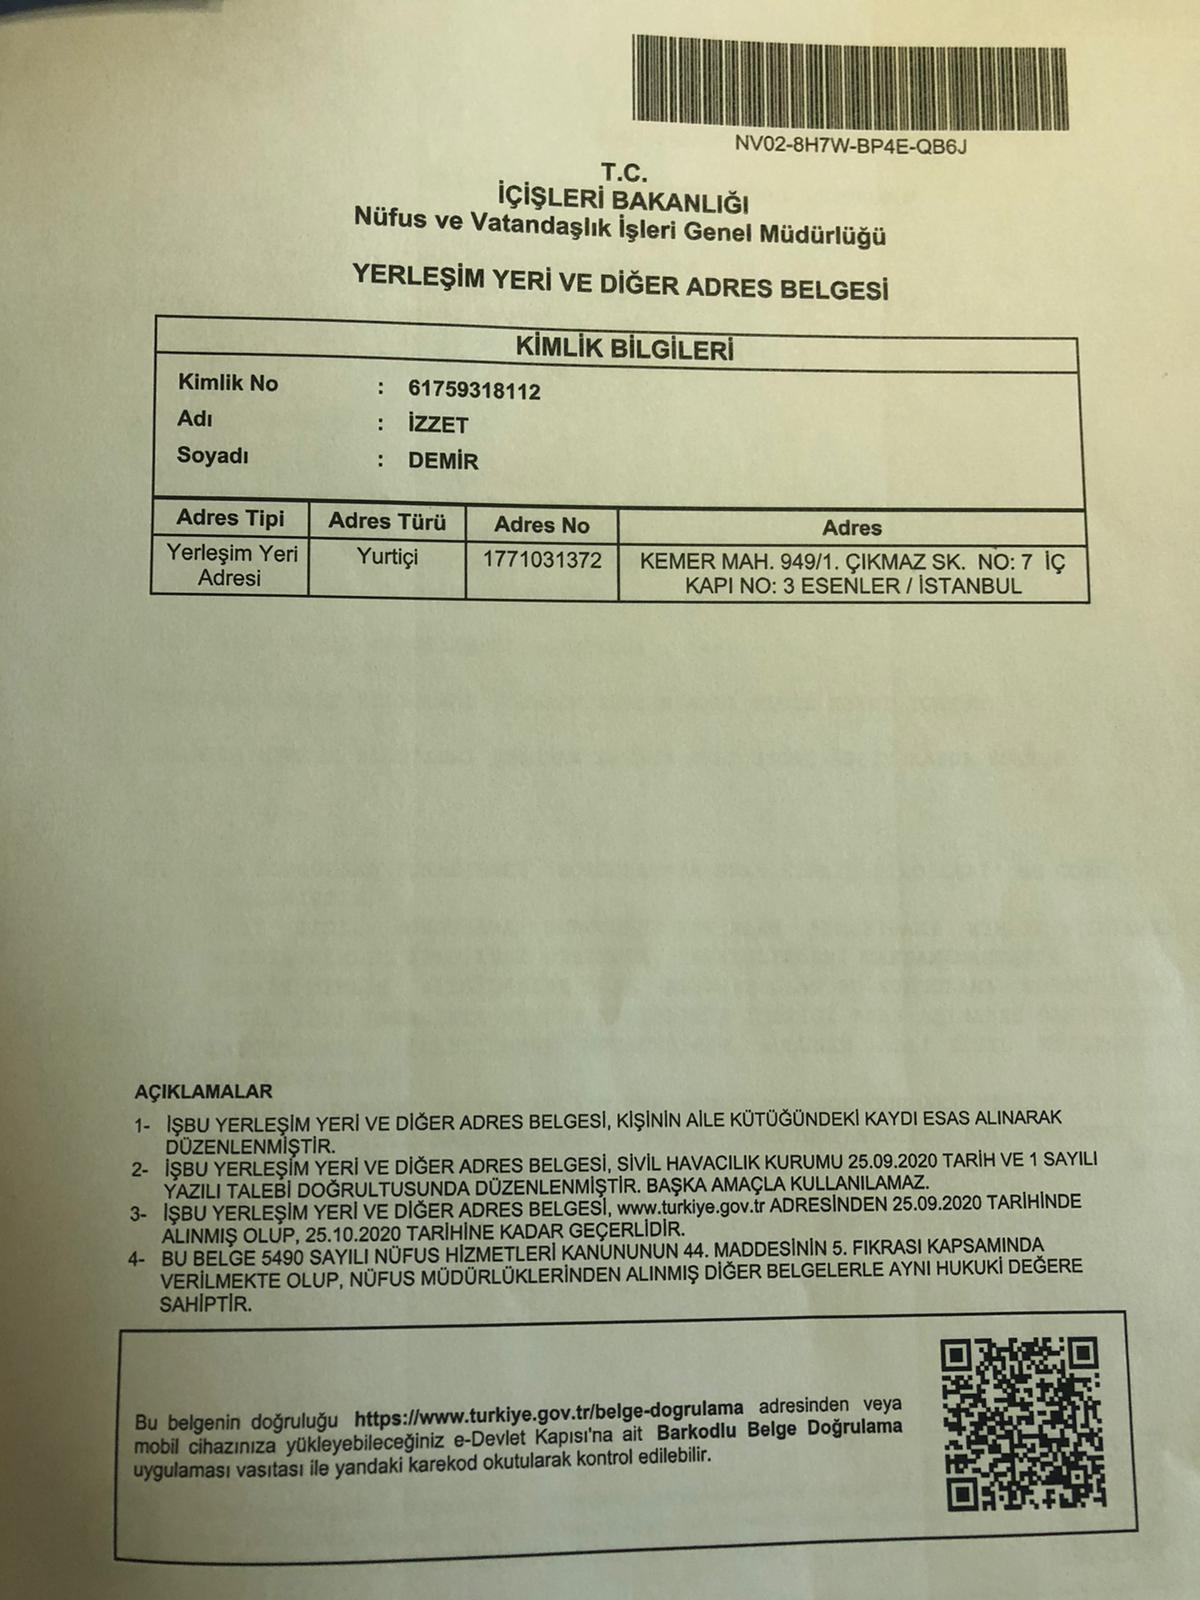 NV02-8H7W-BP4E-QB6J
T.C.
İÇİŞLERİ BAKANLIĞI
Nüfus ve Vatandaşlık İşleri Genel Müdürlüğü
YERLEŞİM YERİ VE DİĞER ADRES BELGESİ
KİMLİK BİLGİLERİ
Kimlik No : 61759318112
Adı : İZZET
Soyadı : DEMİR
Adres Tipi Adres Türü Adres No Adres
Yerleşim Yeri Yurtiçi 1771031372 KEMER MAH. 949/1. ÇIKMAZ SK. NO: 7 İÇ
Adresi KAPI NO: 3 ESENLER / İSTANBUL
AÇIKLAMALAR
1- İŞBU YERLEŞİM YERİ VE DİĞER ADRES BELGESİ, KİŞİNİN AİLE KÜTÜĞÜNDEKİ KAYDI ESAS ALINARAK
DÜZENLENMİŞTİR.
2- İŞBU YERLEŞİM YERİ VE DİĞER ADRES BELGESİ, SİVİL HAVACILIK KURUMU 25.09.2020 TARİH VE 1 SAYILI
YAZILI TALEBİ DOĞRULTUSUNDA DÜZENLENMİŞTİR. BAŞKA AMAÇLA KULLANILAMAZ.
3- İŞBU YERLEŞİM YERİ VE DİĞER ADRES BELGESİ, www.turkiye.gov.tr ADRESİNDEN 25.09.2020 TARİHİNDE
ALINMIŞ OLUP, 25.10.2020 TARİHİNE KADAR GEÇERLİDİR.
4- BU BELGE 5490 SAYILI NÜFUS HİZMETLERİ KANUNUNUN 44. MADDESİNİN 5. FIKRASI KAPSAMINDA
VERİLMEKTE OLUP, NÜFUS MÜDÜRLÜKLERİNDEN ALINMIŞ DİĞER BELGELERLE AYNI HUKUKİ DEĞERE
SAHİPTİR.
Bu belgenin doğruluğu https://www.turkiye.gov.tr/belge-dogrulama adresinden veya
mobil cihazınıza yükleyebileceğiniz e-Devlet Kapısı'na ait Barkodlu Belge Doğrulama
uygulaması vasıtası ile yandaki karekod okutularak kontrol edilebilir.